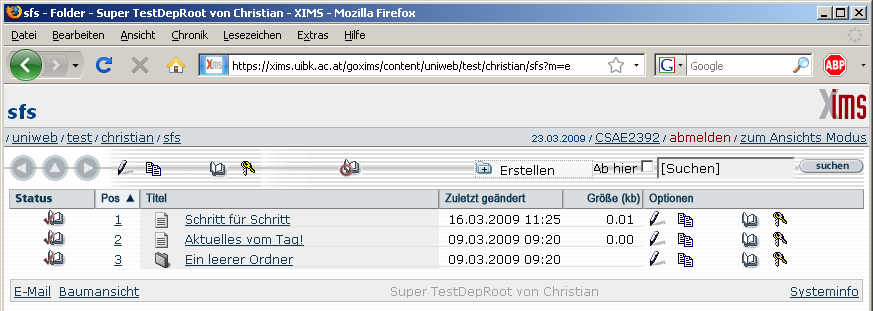 sfs - Folder - Super TestDepRoot von Christian - XIMS - Mozilla Firefox
Datei Bearbeiten Ansicht Chronik Lesezeichen Extras Hilfe
Xims https://xims.uibk.ac.at/goxims/content/uniweb/test/christian/sfs?m=e G Google ABP
sfs Xims
/ uniweb / test / christian / sfs 23.03.2009 / CSAE2392 / abmelden / zum Ansichts Modus
Erstellen Ab hier [Suchen] suchen
Status Pos Titel Zuletzt geändert Größe (kb) Optionen
1 Schritt für Schritt 16.03.2009 11:25 0.01
2 Aktuelles vom Tag! 09.03.2009 09:20 0.00
3 Ein leerer Ordner 09.03.2009 09:20
E-Mail Baumansicht Super TestDepRoot von Christian Systeminfo